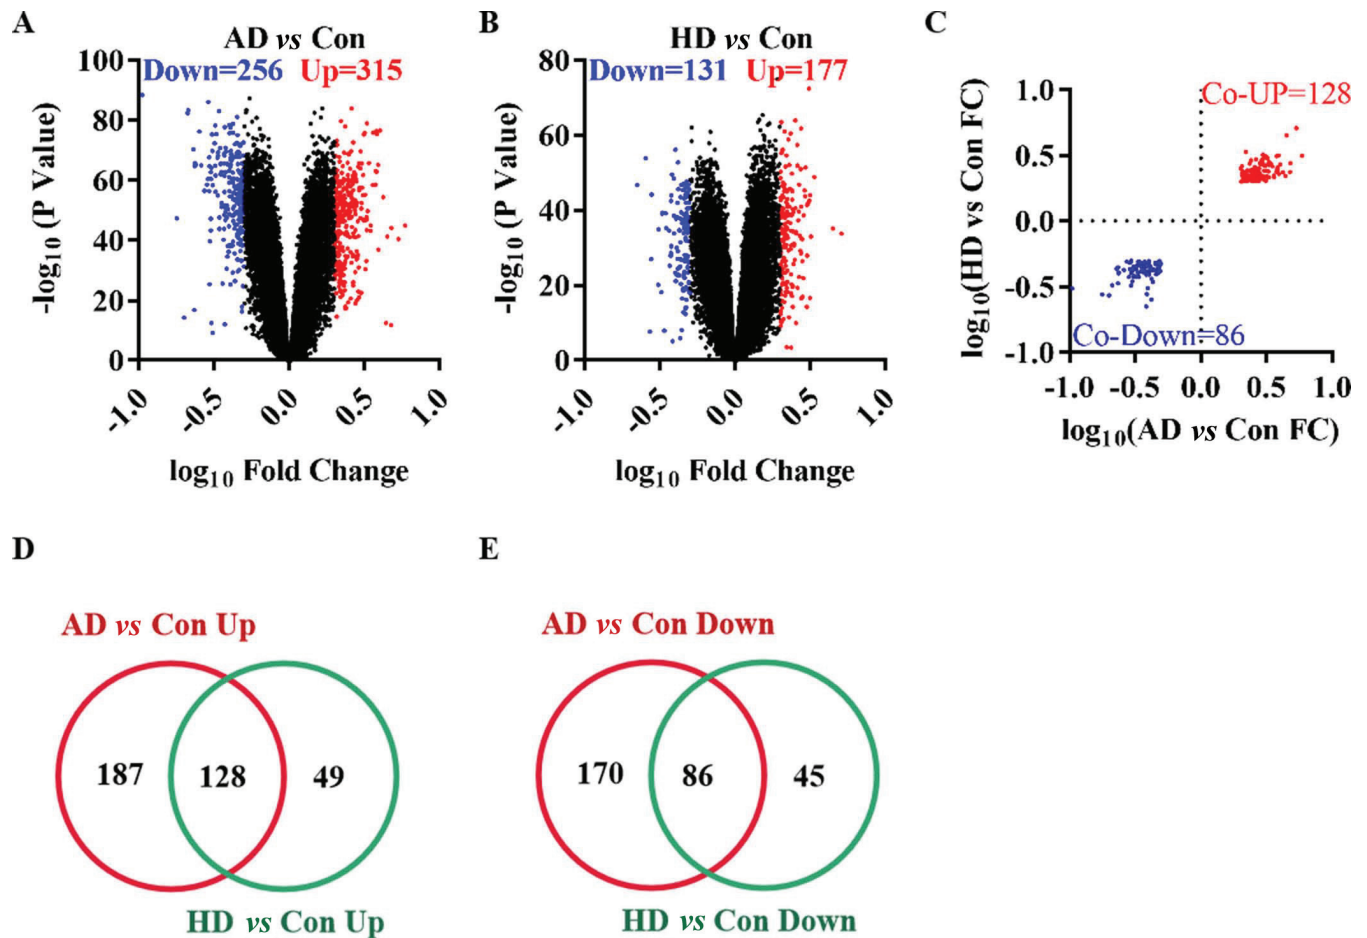 A
AD vs Con
Down=256 Up=315
100
80
60
40
20
0
-log10 (P Value)
-1.0 -0.5 0.0 0.5 1.0
log10 Fold Change
B
HD vs Con
Down=131 Up=177
80
60
40
20
0
-log10 (P Value)
-1.0 -0.5 0.0 0.5 1.0
log10 Fold Change
C
Co-UP=128
1.0
0.5
0.0
-0.5
-1.0
log10(HD vs Con FC)
Co-Down=86
-1.0 -0.5 0.0 0.5 1.0
log10(AD vs Con FC)
D
AD vs Con Up
187 128 49
HD vs Con Up
E
AD vs Con Down
170 86 45
HD vs Con Down